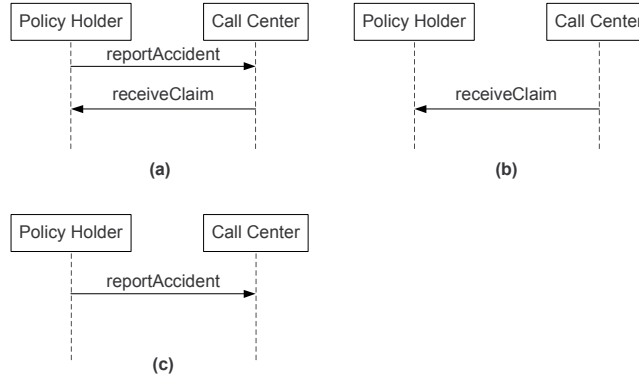 Policy Holder
Call Center
reportAccident
receiveClaim
(a)
Policy Holder
Call Center
receiveClaim
(b)
Policy Holder
Call Center
reportAccident
(c)